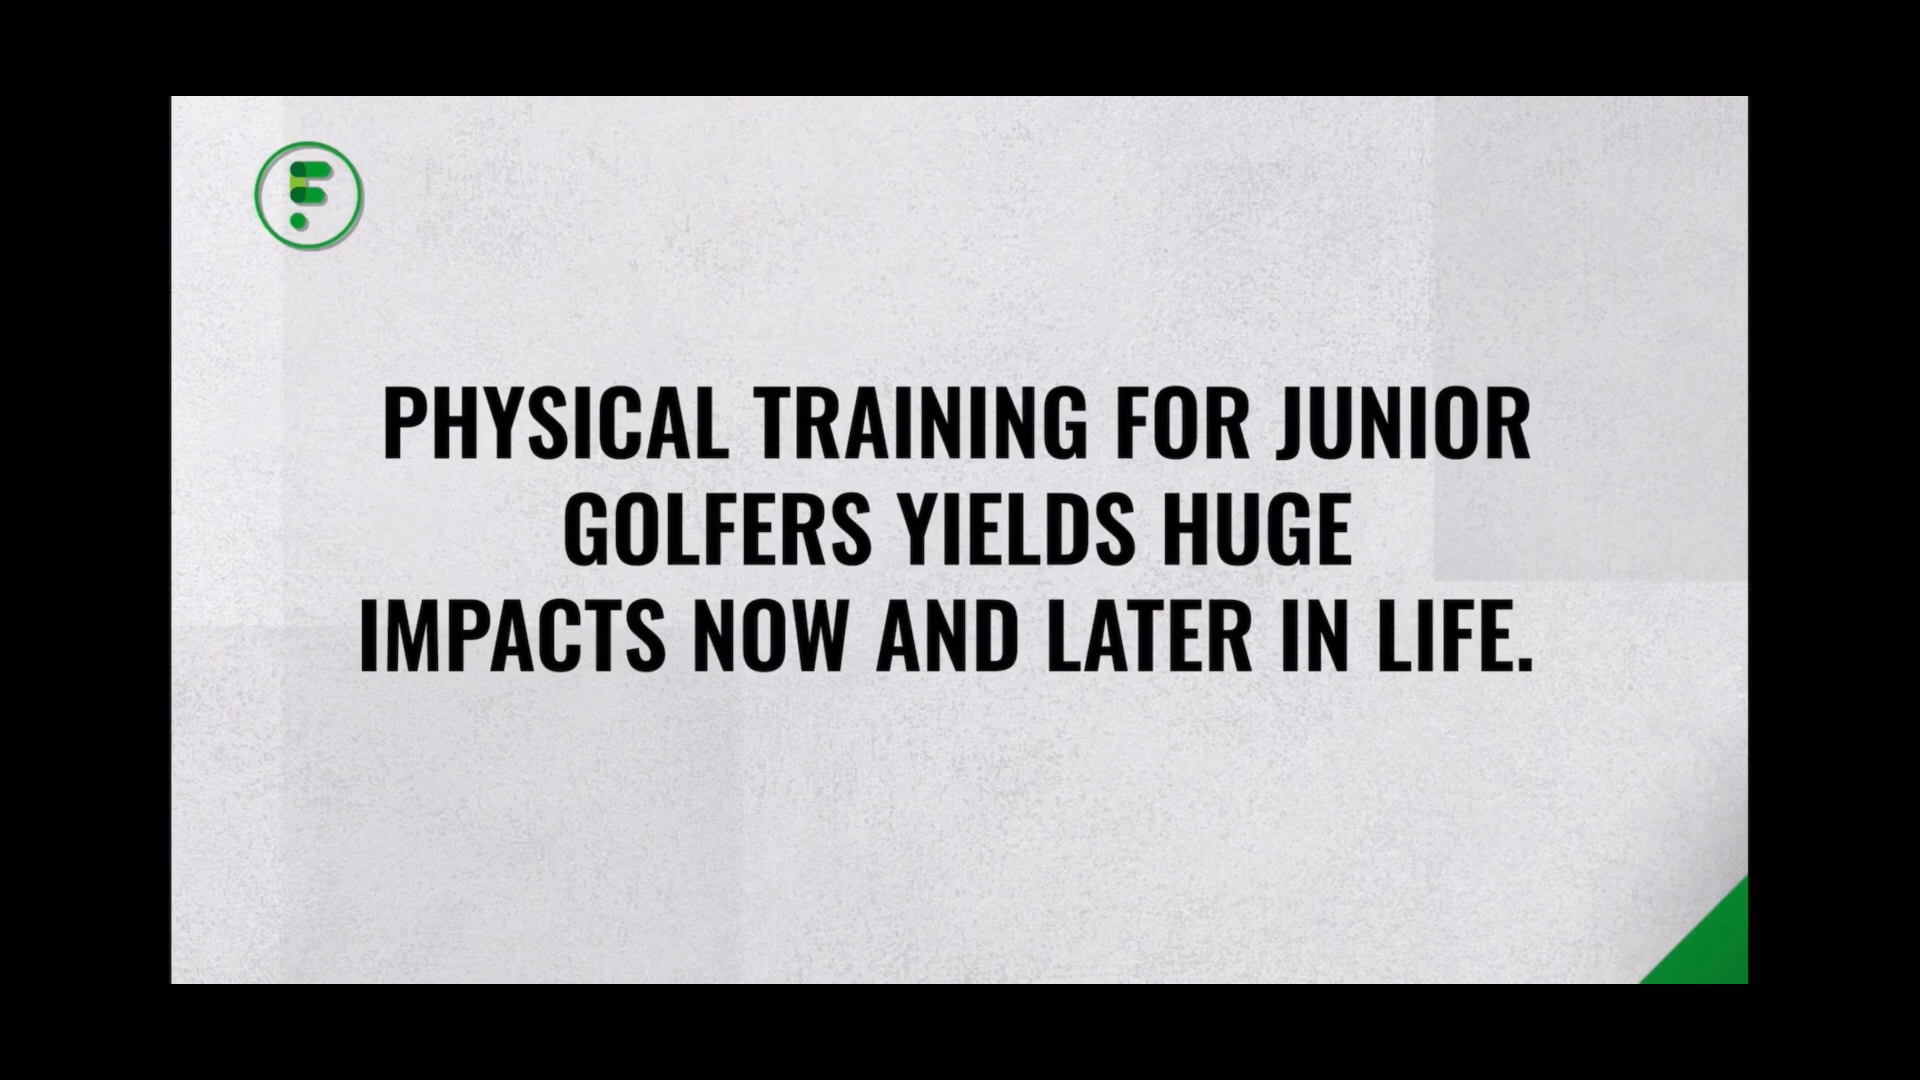 PHYSICAL TRAINING FOR JUNIOR
GOLFERS YIELDS HUGE
IMPACTS NOW AND LATER IN LIFE.